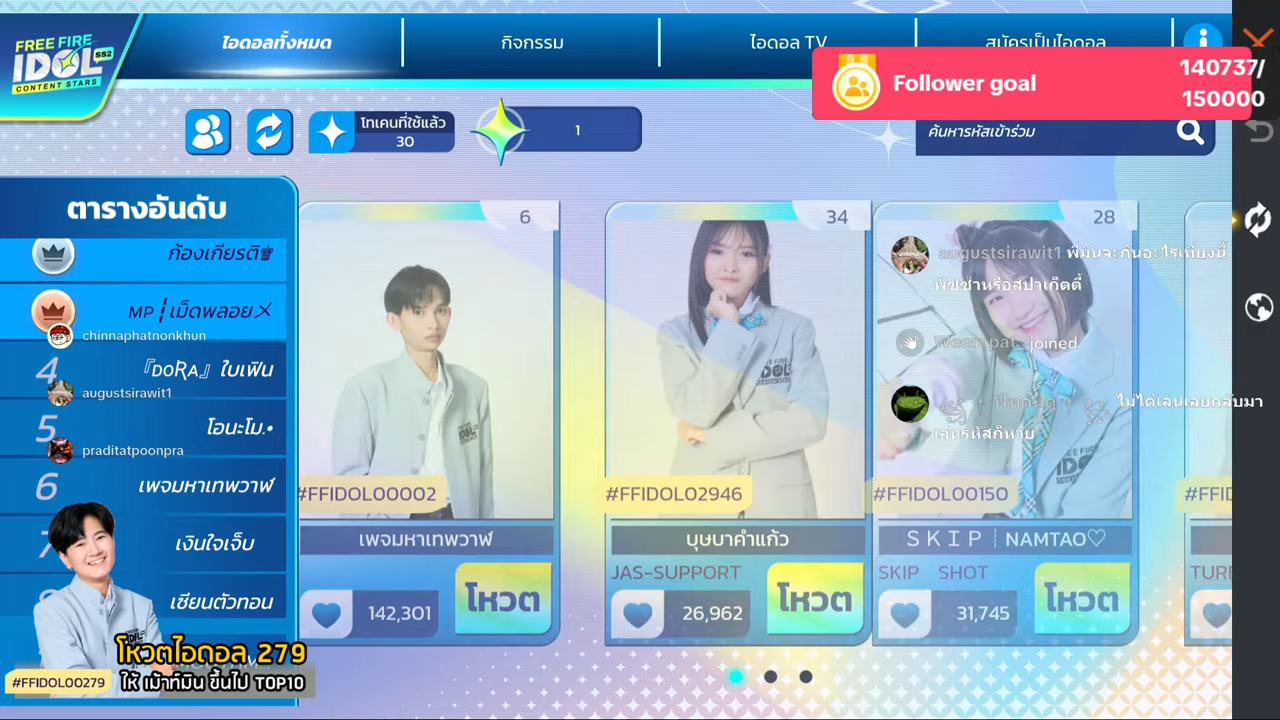 FREE FIRE
IDOL SS2
CONTENT STARS
ไอดอลทั้งหมด
กิจกรรม
ไอดอล TV
สมัครเป็นไอดอล
Follower goal
140737/
150000
โทเคนที่ใช้แล้ว
30
1
ค้นหารหัสเข้าร่วม
ตารางอันดับ
ก้องเกียรติ♛
MP╏เม็ดพลอย乂
chinnaphatnonkhun
4
『DORA』ใบเฟิน
augustsirawit1
5
โอนะโม.•
praditatpoonpra
6
เพจมหาเทพวาฬ
7
เงินใจเจ็บ
เซียนตัวทอน
โหวตไอดอล 279
#FFIDOL00279
ให้ เม้าท์มิน ขึ้นไป TOP10
6
#FFIDOL00002
เพจมหาเทพวาฬ
142,301
โหวต
34
#FFIDOL02946
บุษบาคำแก้ว
JAS-SUPPORT
26,962
โหวต
28
augustsirawit1 พี่มันจะกินอะไรเที่ยงนี้
พิซซ่าหรือสปาเก็ตตี้
Weerapat joined
ไม่ได้เลนเลยกลับมา
เลนรหัสก็หาย
#FFIDOL00150
SKIP┊NAMTAO♡
SKIP SHOT
31,745
โหวต
#FFID
TURE